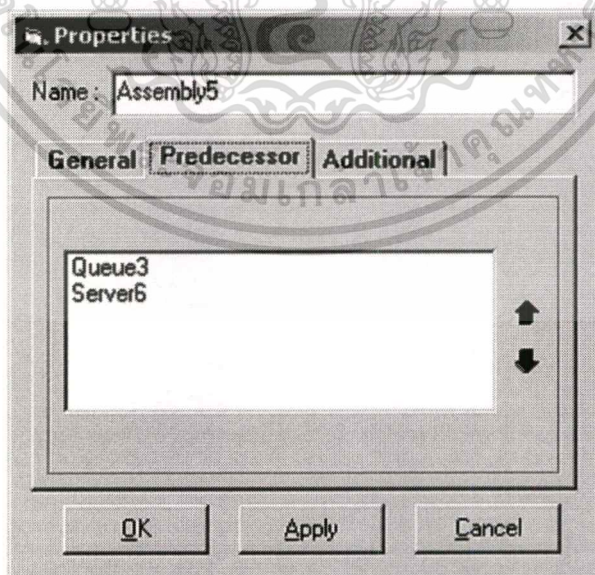 Properties
Name : Assembly5
General Predecessor Additional
Queue3
Server6
OK Apply Cancel